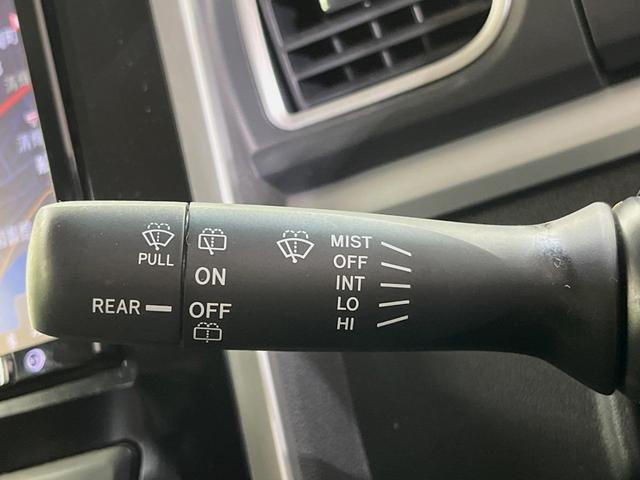 PULL
REAR
ON
OFF
MIST
OFF
INT
LO
HI